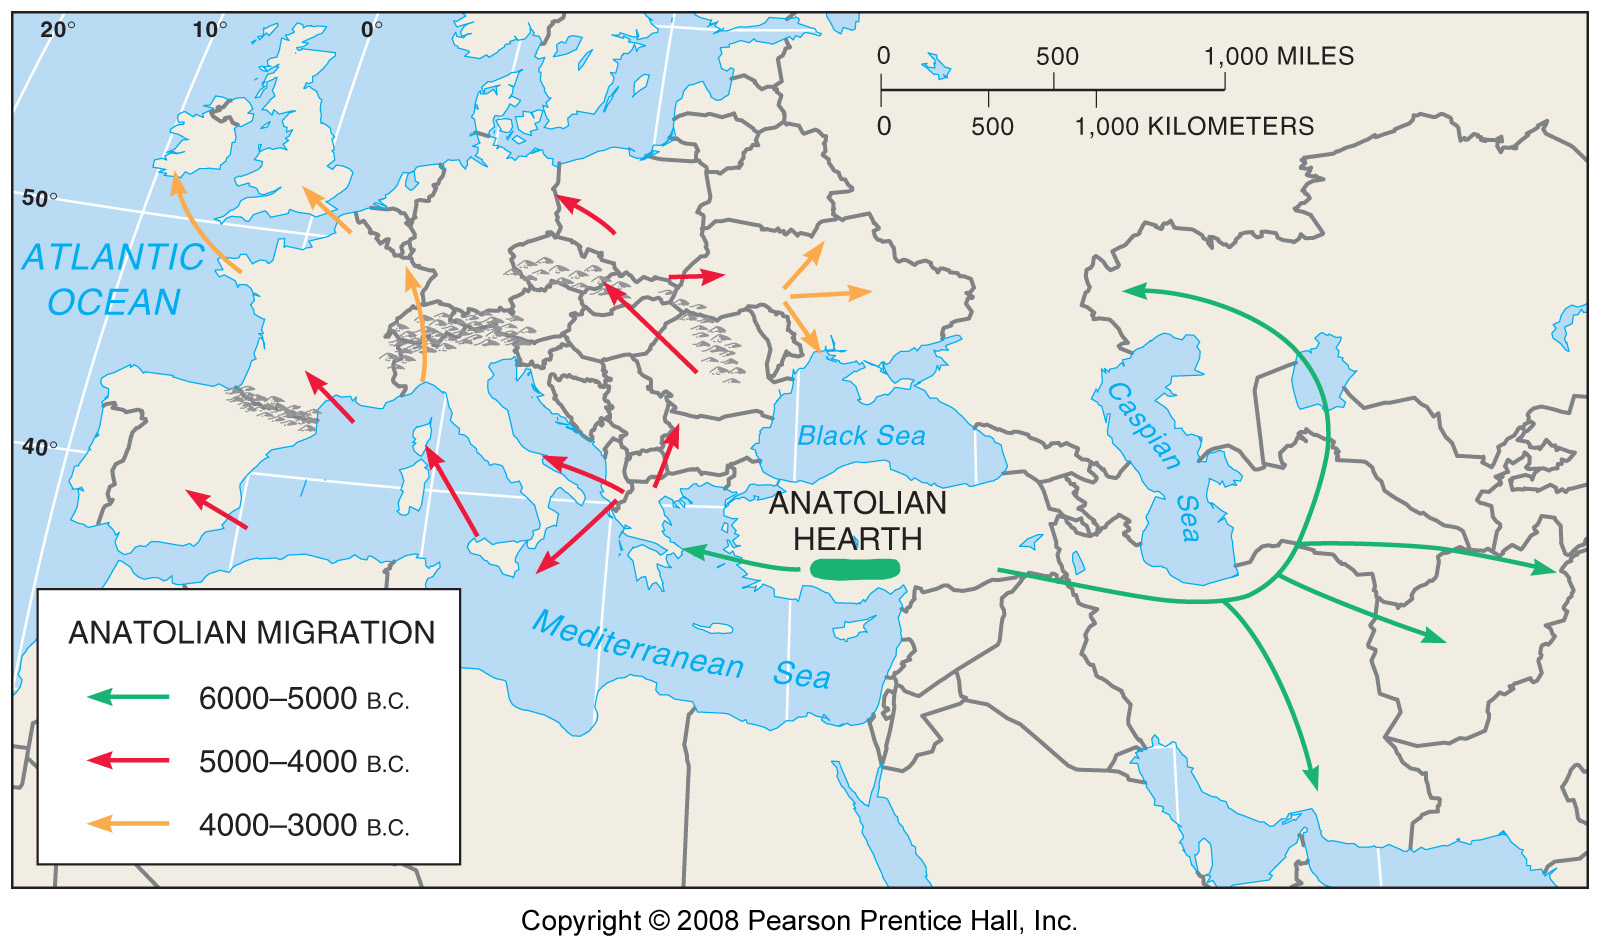 20° 10° 0°
0 500 1,000 MILES
0 500 1,000 KILOMETERS
50°
ATLANTIC
OCEAN
40°
Black Sea
Caspian
Sea
ANATOLIAN
HEARTH
Mediterranean Sea
ANATOLIAN MIGRATION
6000–5000 B.C.
5000–4000 B.C.
4000–3000 B.C.
Copyright © 2008 Pearson Prentice Hall, Inc.